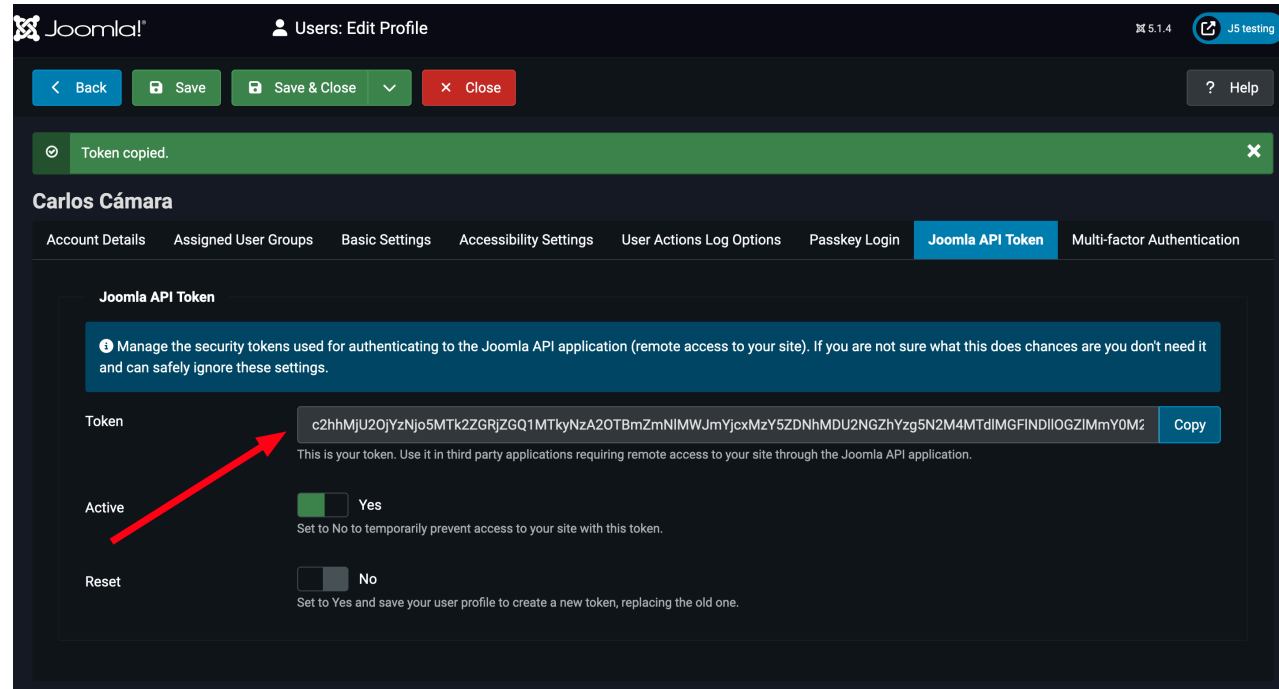 Joomla!®
Users: Edit Profile
5.1.4
J5 testing
Back
Save
Save & Close
Close
? Help
Token copied.
Carlos Cámara
Account Details
Assigned User Groups
Basic Settings
Accessibility Settings
User Actions Log Options
Passkey Login
Joomla API Token
Multi-factor Authentication
Joomla API Token
Manage the security tokens used for authenticating to the Joomla API application (remote access to your site). If you are not sure what this does chances are you don't need it
and can safely ignore these settings.
Token
c2hhMjU2OjYzNjo5MTk2ZGRjZGQ1MTkyNzA2OTBmZmNlMWJmYjcxMzY5ZDNhMDU2NGZhYzg5N2M4MTdlMGFlNDllOGZlMmY0M2
Copy
This is your token. Use it in third party applications requiring remote access to your site through the Joomla API application.
Active
Yes
Set to No to temporarily prevent access to your site with this token.
Reset
No
Set to Yes and save your user profile to create a new token, replacing the old one.